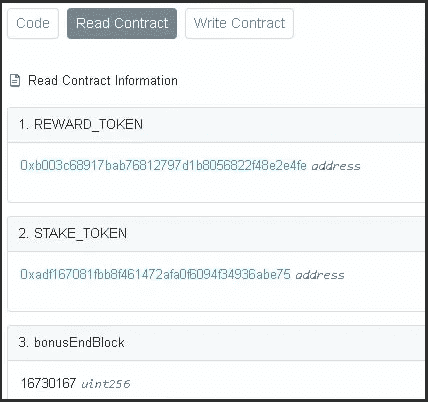 Code Read Contract Write Contract
Read Contract Information
1. REWARD_TOKEN
0xb003c68917bab76812797d1b8056822f48e2e4fe address
2. STAKE_TOKEN
0xadf167081fbb8f461472afa0f6094f34936abe75 address
3. bonusEndBlock
16730167 uint256